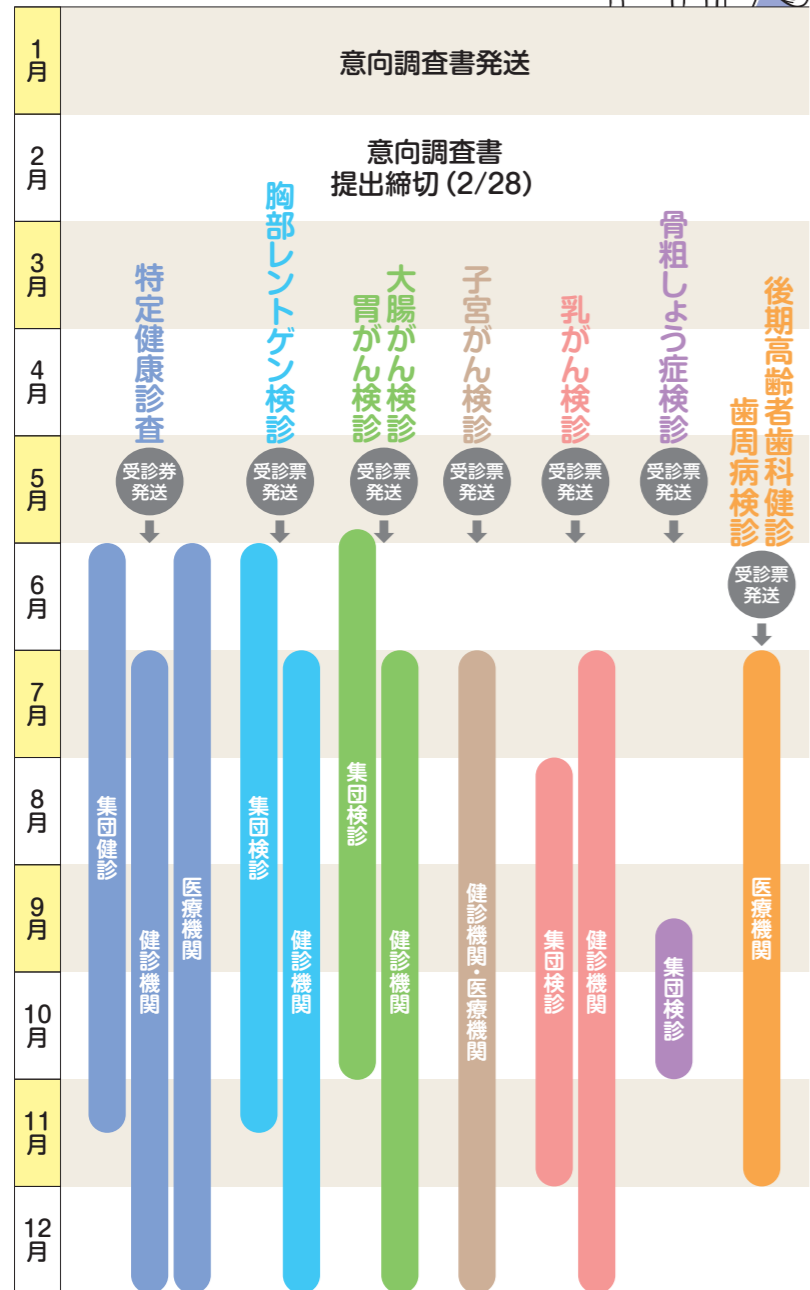 1月
意向調査書発送
2月
意向調査書
提出締切(2/28)
3月
4月
5月
6月
7月
8月
9月
10月
11月
12月
特定健康診査
受診券
発送
集団健診
健診機関
医療機関
胸部レントゲン検診
受診票
発送
集団検診
健診機関
大腸がん検診
胃がん検診
受診票
発送
集団検診
健診機関
子宮がん検診
受診票
発送
健診機関・医療機関
乳がん検診
受診票
発送
集団検診
健診機関
骨粗しょう症検診
受診票
発送
集団検診
後期高齢者歯科健診
歯周病検診
受診票
発送
医療機関